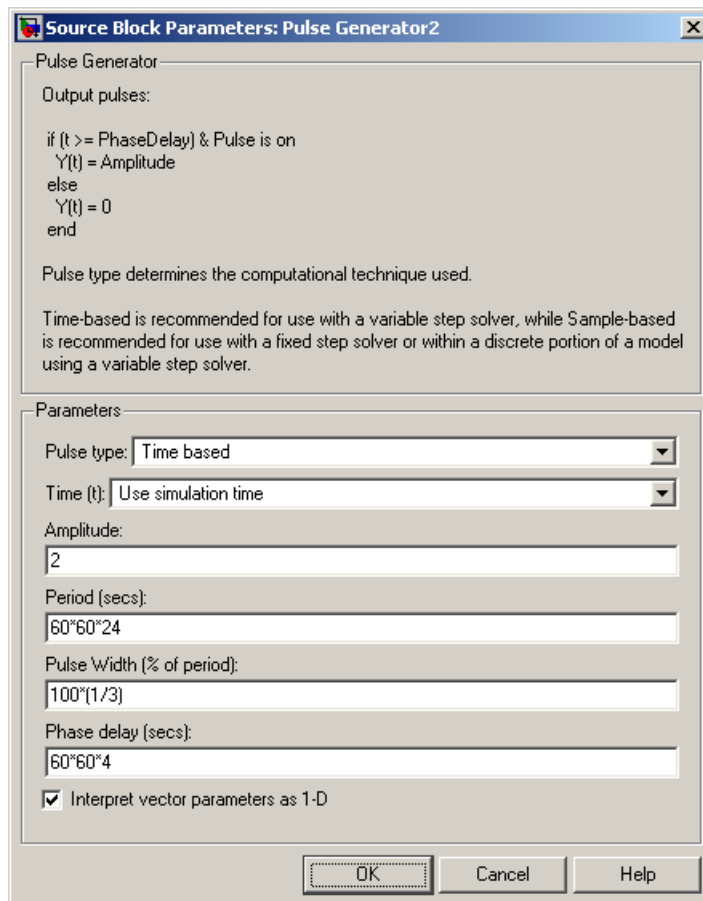 Source Block Parameters: Pulse Generator2
Pulse Generator
Output pulses:
if (t >= PhaseDelay) & Pulse is on
Y(t) = Amplitude
else
Y(t) = 0
end
Pulse type determines the computational technique used.
Time-based is recommended for use with a variable step solver, while Sample-based
is recommended for use with a fixed step solver or within a discrete portion of a model
using a variable step solver.
Parameters
Pulse type: Time based
Time (t): Use simulation time
Amplitude:
2
Period (secs):
60*60*24
Pulse Width (% of period):
100*(1/3)
Phase delay (secs):
60*60*4
Interpret vector parameters as 1-D
OK Cancel Help